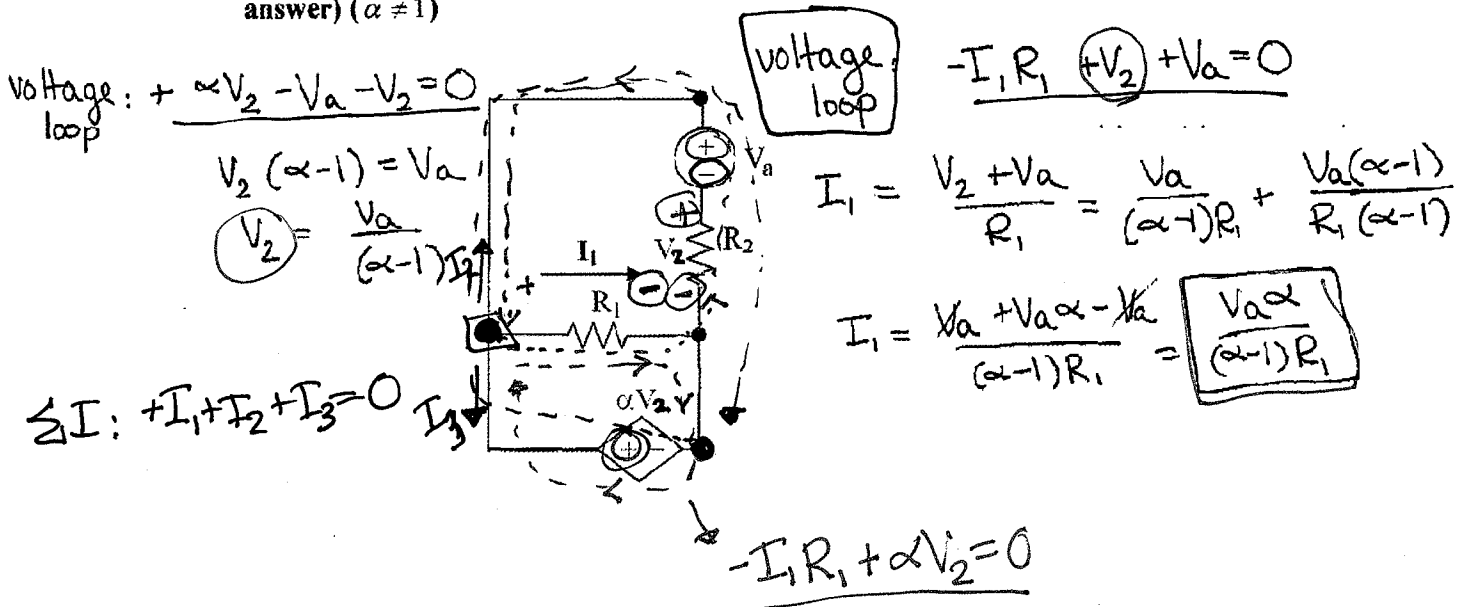 answer) (α ≠ 1)
voltage: + αV₂ - Va - V₂ = 0
loop
V₂ (α-1) = Va
V₂ = Va / (α-1)
voltage:
loop
-I₁R₁ +V₂ +Va = 0
I₁ = (V₂ + Va) / R₁ = Va / ((α-1)R₁) + Va(α-1) / (R₁(α-1))
I₁ = (Va + Vaα - Va) / ((α-1)R₁) = Vaα / ((α-1)R₁)
+
-
Va
+
V₂
(R₂
I₂
I₁
+
- -
R₁
ΣI: +I₁+I₂+I₃=0
I₃
αV₂
+ -
-I₁R₁ + αV₂ = 0